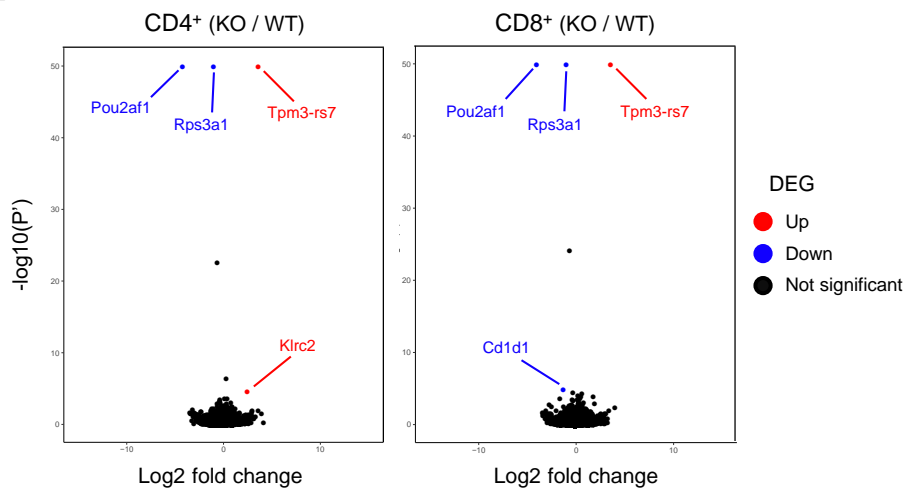 CD4⁺ (KO / WT)
CD8⁺ (KO / WT)
50
40
30
20
10
0
-log10(P')
Pou2af1
Rps3a1
Tpm3-rs7
Klrc2
−10
0
10
Log2 fold change
50
40
30
20
10
0
Pou2af1
Rps3a1
Tpm3-rs7
Cd1d1
−10
0
10
Log2 fold change
DEG
Up
Down
Not significant